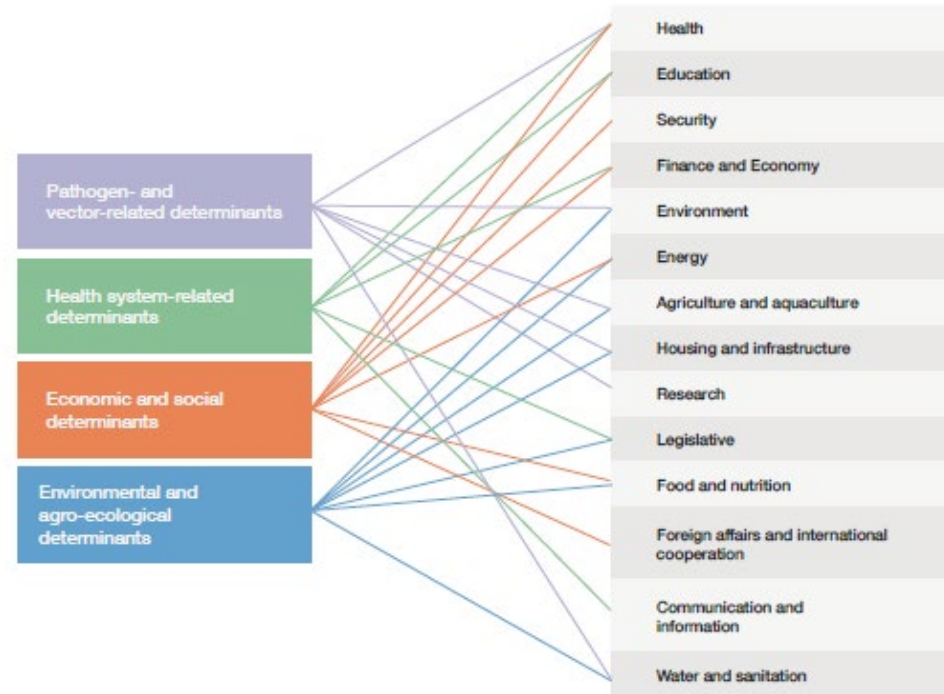 Pathogen- and
vector-related determinants
Health system-related
determinants
Economic and social
determinants
Environmental and
agro-ecological
determinants
Health
Education
Security
Finance and Economy
Environment
Energy
Agriculture and aquaculture
Housing and infrastructure
Research
Legislative
Food and nutrition
Foreign affairs and international
cooperation
Communication and
information
Water and sanitation